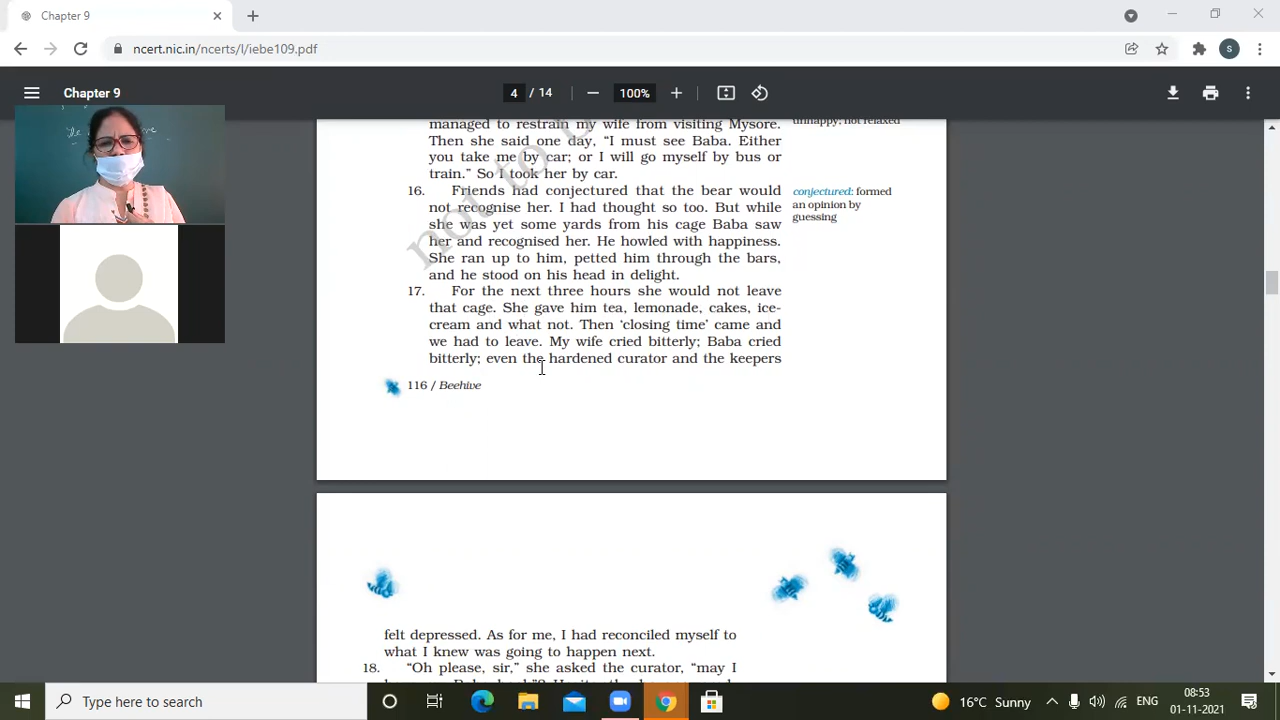 Chapter 9
ncert.nic.in/ncerts/l/iebe109.pdf
S
Chapter 9
4 / 14
100%
managed to restrain my wife from visiting Mysore.
unhappy; not relaxed
Then she said one day, “I must see Baba. Either
you take me by car; or I will go myself by bus or
train.” So I took her by car.
16. Friends had conjectured that the bear would
conjectured: formed
an opinion by
guessing
not recognise her. I had thought so too. But while
she was yet some yards from his cage Baba saw
her and recognised her. He howled with happiness.
She ran up to him, petted him through the bars,
and he stood on his head in delight.
17. For the next three hours she would not leave
that cage. She gave him tea, lemonade, cakes, ice-
cream and what not. Then ‘closing time’ came and
we had to leave. My wife cried bitterly; Baba cried
bitterly; even the hardened curator and the keepers
not to
116 / Beehive
felt depressed. As for me, I had reconciled myself to
what I knew was going to happen next.
18. “Oh please, sir,” she asked the curator, “may I
Type here to search
16°C Sunny
ENG
08:53
01-11-2021